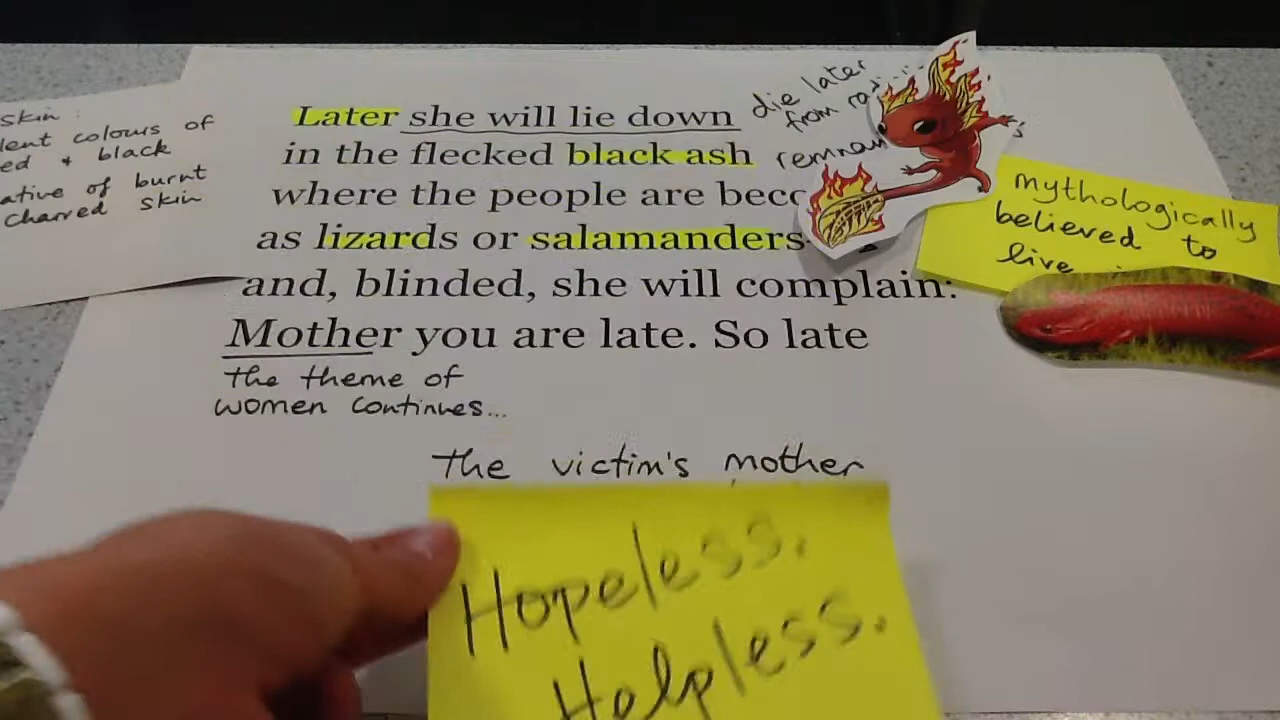 skin :
colours of
+ black
of burnt
charred skin
Later she will lie down
in the flecked black ash
where the people are
as lizards or salamanders
and, blinded, she will complain:
Mother you are late. So late
die later
from
mythologically
believed to
live
the theme of
women continues...
The victim's mother
Hopeless.
Helpless.